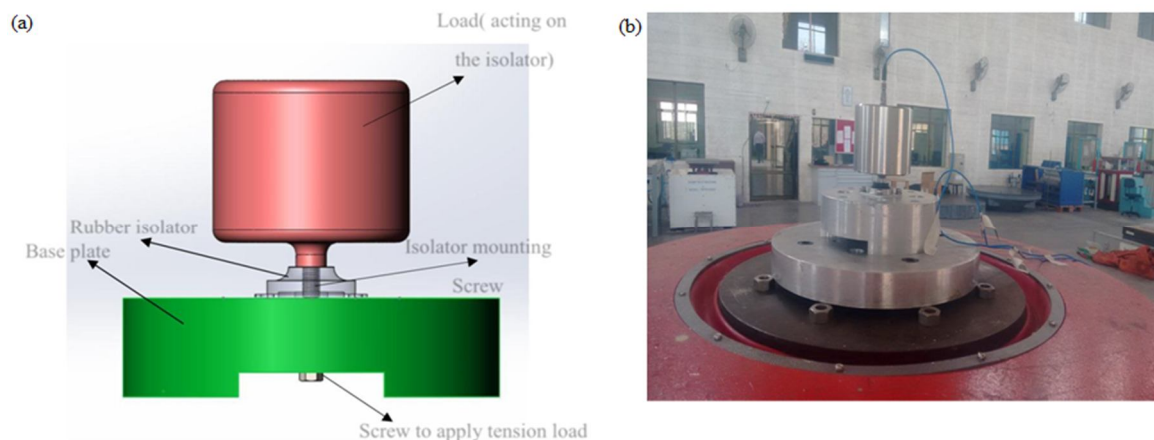 (a)
Load( acting on
the isolator)
Rubber isolator
Base plate
Isolator mounting
Screw
Screw to apply tension load
(b)